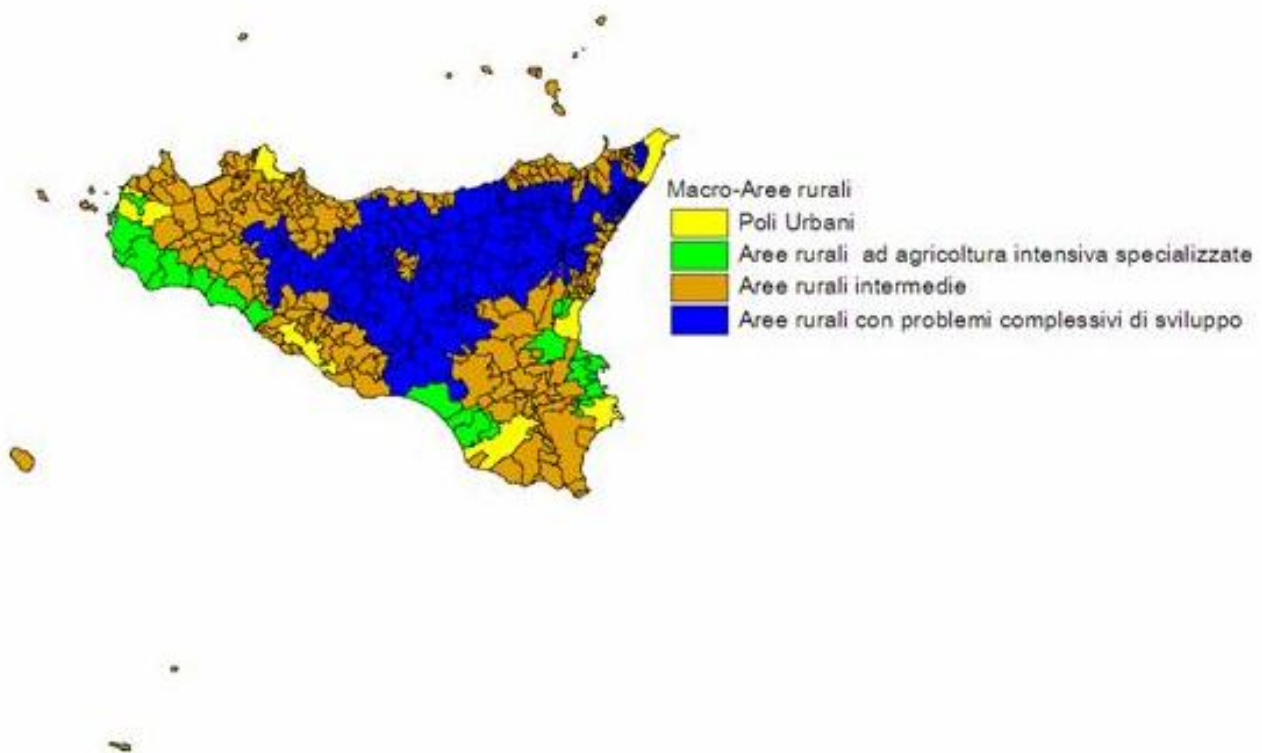 Macro-Aree rurali
Poli Urbani
Aree rurali ad agricoltura intensiva specializzate
Aree rurali intermedie
Aree rurali con problemi complessivi di sviluppo